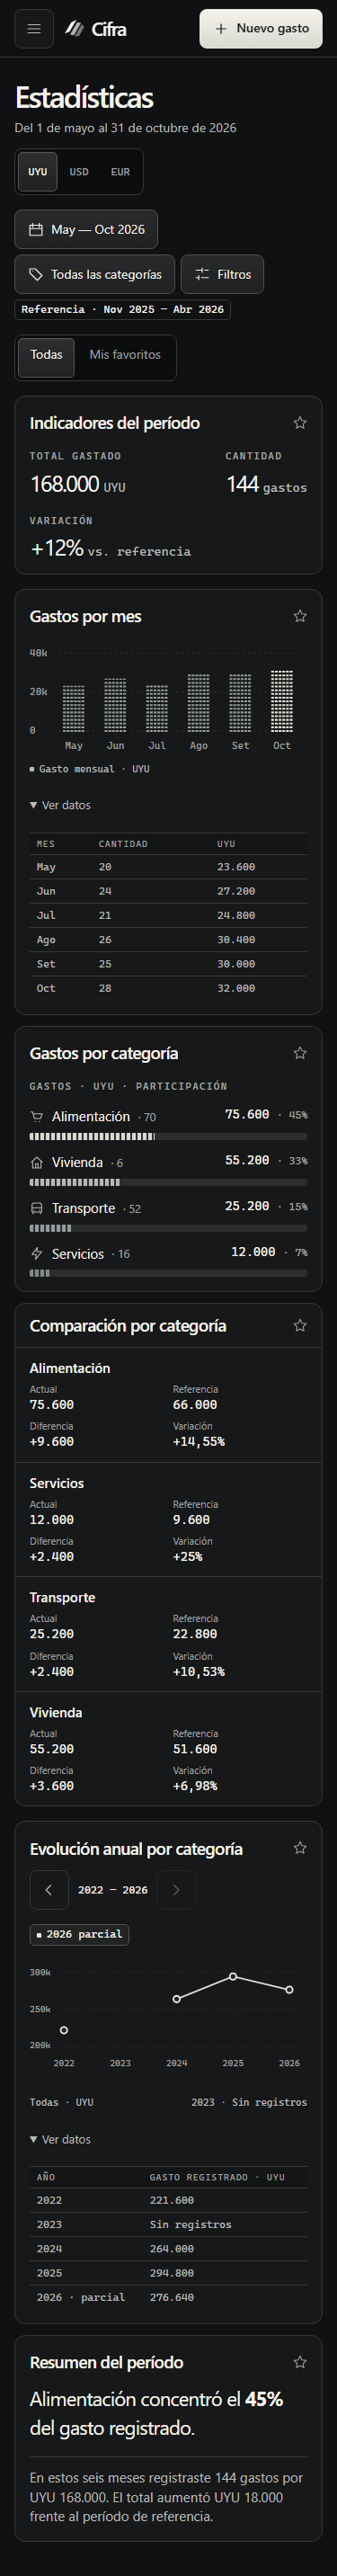 Cifra
Nuevo gasto
Estadísticas
Del 1 de mayo al 31 de octubre de 2026
UYU USD EUR
May — Oct 2026
Todas las categorías Filtros
Referencia · Nov 2025 — Abr 2026
Todas Mis favoritos
Indicadores del período
TOTAL GASTADO CANTIDAD
168.000 UYU 144 gastos
VARIACIÓN
+12% vs. referencia
Gastos por mes
40k
20k
0
May Jun Jul Ago Set Oct
Gasto mensual · UYU
▼ Ver datos
MES CANTIDAD UYU
May 20 23.600
Jun 24 27.200
Jul 21 24.800
Ago 26 30.400
Set 25 30.000
Oct 28 32.000
Gastos por categoría
GASTOS · UYU · PARTICIPACIÓN
Alimentación · 70 75.600 · 45%
Vivienda · 6 55.200 · 33%
Transporte · 52 25.200 · 15%
Servicios · 16 12.000 · 7%
Comparación por categoría
Alimentación
Actual Referencia
75.600 66.000
Diferencia Variación
+9.600 +14,55%
Servicios
Actual Referencia
12.000 9.600
Diferencia Variación
+2.400 +25%
Transporte
Actual Referencia
25.200 22.800
Diferencia Variación
+2.400 +10,53%
Vivienda
Actual Referencia
55.200 51.600
Diferencia Variación
+3.600 +6,98%
Evolución anual por categoría
2022 — 2026
2026 parcial
300k
250k
200k
2022 2023 2024 2025 2026
Todas · UYU 2023 · Sin registros
▼ Ver datos
AÑO GASTO REGISTRADO · UYU
2022 221.600
2023 Sin registros
2024 264.000
2025 294.800
2026 · parcial 276.640
Resumen del período
Alimentación concentró el 45%
del gasto registrado.
En estos seis meses registraste 144 gastos por
UYU 168.000. El total aumentó UYU 18.000
frente al período de referencia.